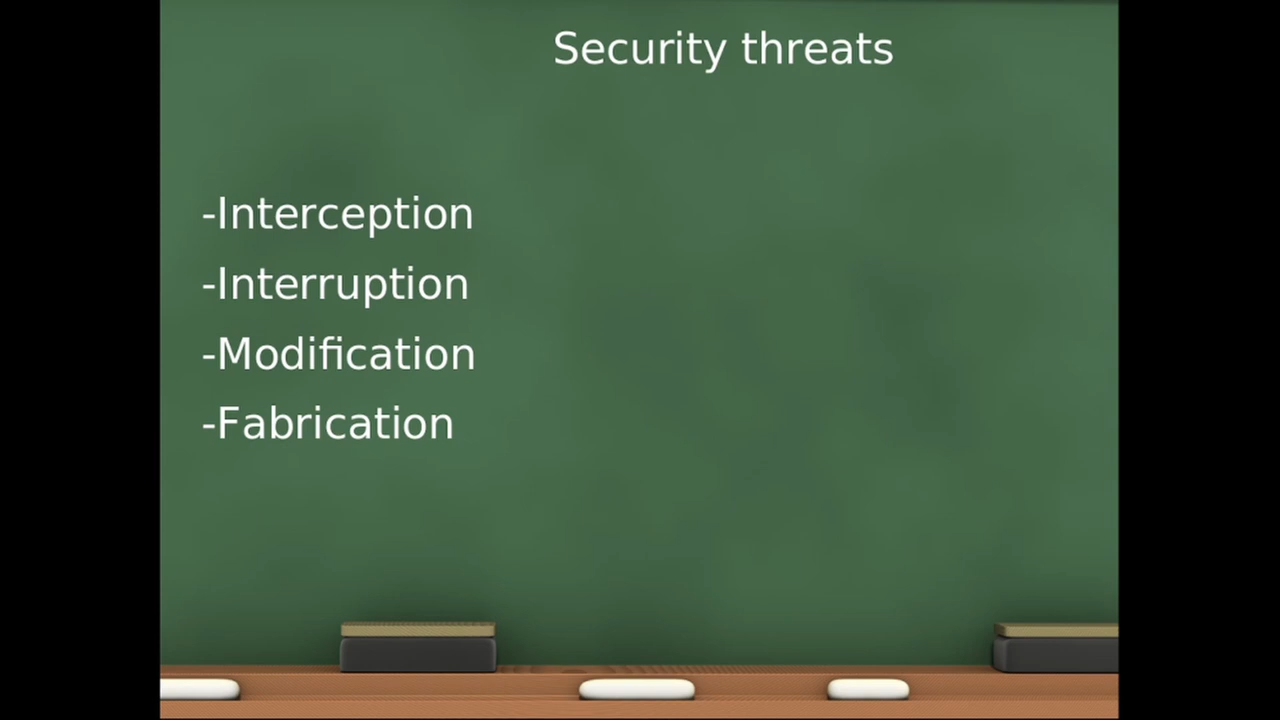 Security threats
-Interception
-Interruption
-Modification
-Fabrication